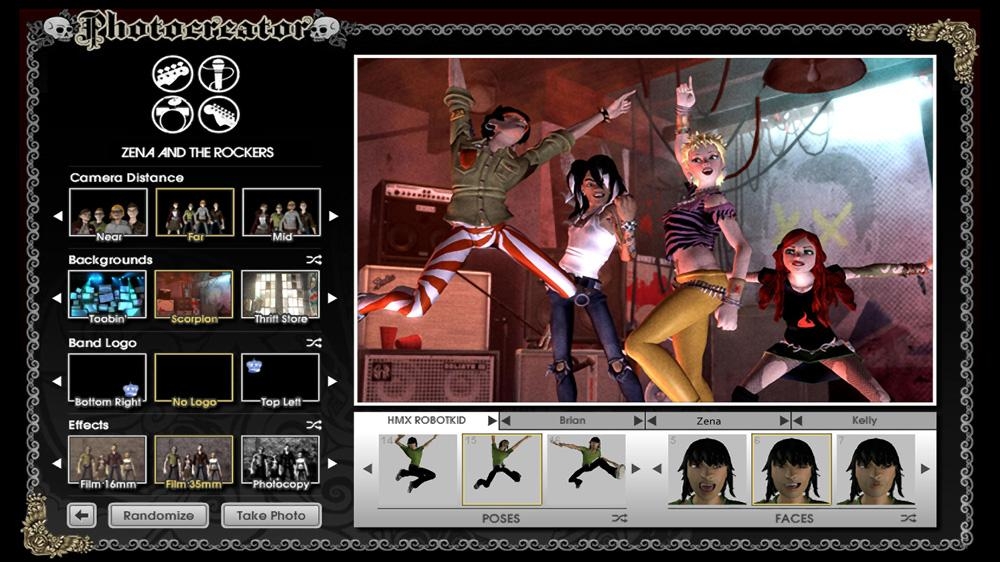 Photocreator
ZENA AND THE ROCKERS
Camera Distance
Near
Far
Mid
Backgrounds
Toobin'
Scorpion
Thrift Store
Band Logo
Bottom Right
No Logo
Top Left
Effects
Film 16mm
Film 35mm
Photocopy
Randomize
Take Photo
HMX ROBOTKID
Brian
Zena
Kelly
14
15
16
5
6
7
POSES
FACES